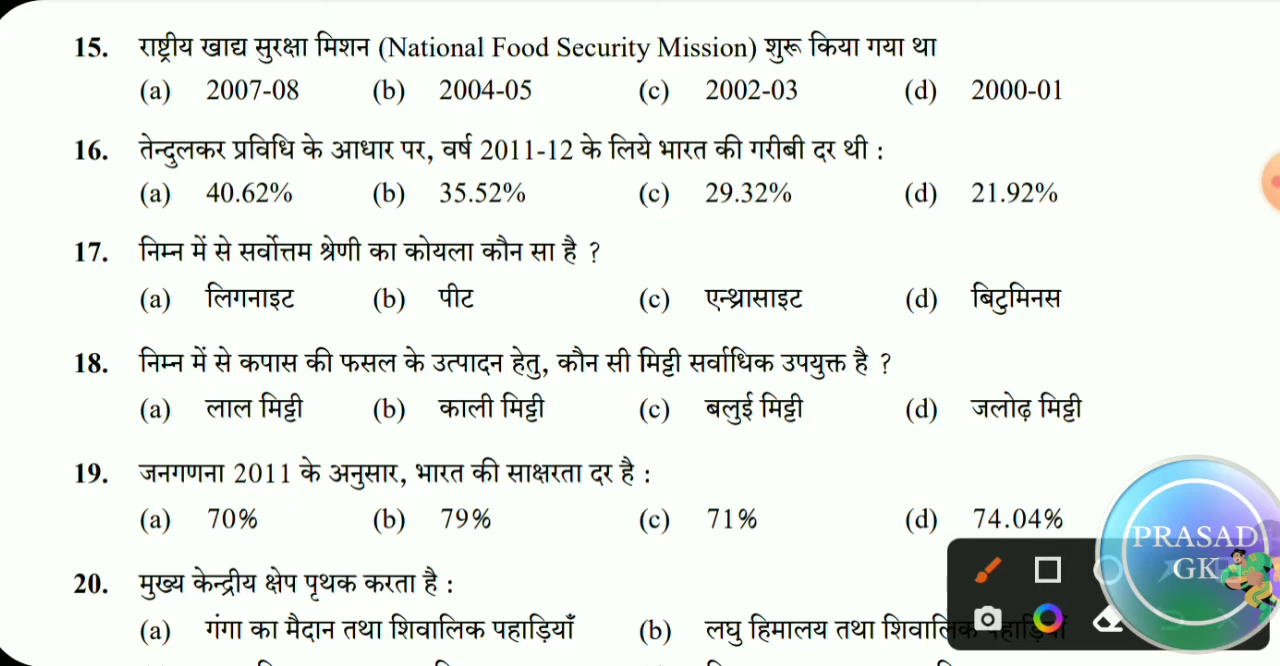 15. राष्ट्रीय खाद्य सुरक्षा मिशन (National Food Security Mission) शुरू किया गया था
(a) 2007-08 (b) 2004-05 (c) 2002-03 (d) 2000-01
16. तेन्दुलकर प्रविधि के आधार पर, वर्ष 2011-12 के लिये भारत की गरीबी दर थी :
(a) 40.62% (b) 35.52% (c) 29.32% (d) 21.92%
17. निम्न में से सर्वोत्तम श्रेणी का कोयला कौन सा है ?
(a) लिगनाइट (b) पीट (c) एन्थ्रासाइट (d) बिटुमिनस
18. निम्न में से कपास की फसल के उत्पादन हेतु, कौन सी मिट्टी सर्वाधिक उपयुक्त है ?
(a) लाल मिट्टी (b) काली मिट्टी (c) बलुई मिट्टी (d) जलोढ़ मिट्टी
19. जनगणना 2011 के अनुसार, भारत की साक्षरता दर है :
(a) 70% (b) 79% (c) 71% (d) 74.04%
PRASAD
GK
20. मुख्य केन्द्रीय क्षेप पृथक करता है :
(a) गंगा का मैदान तथा शिवालिक पहाड़ियाँ (b) लघु हिमालय तथा शिवालिक